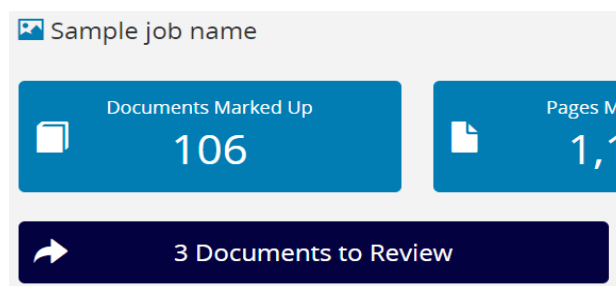 Sample job name
Documents Marked Up
106
Pages
3 Documents to Review